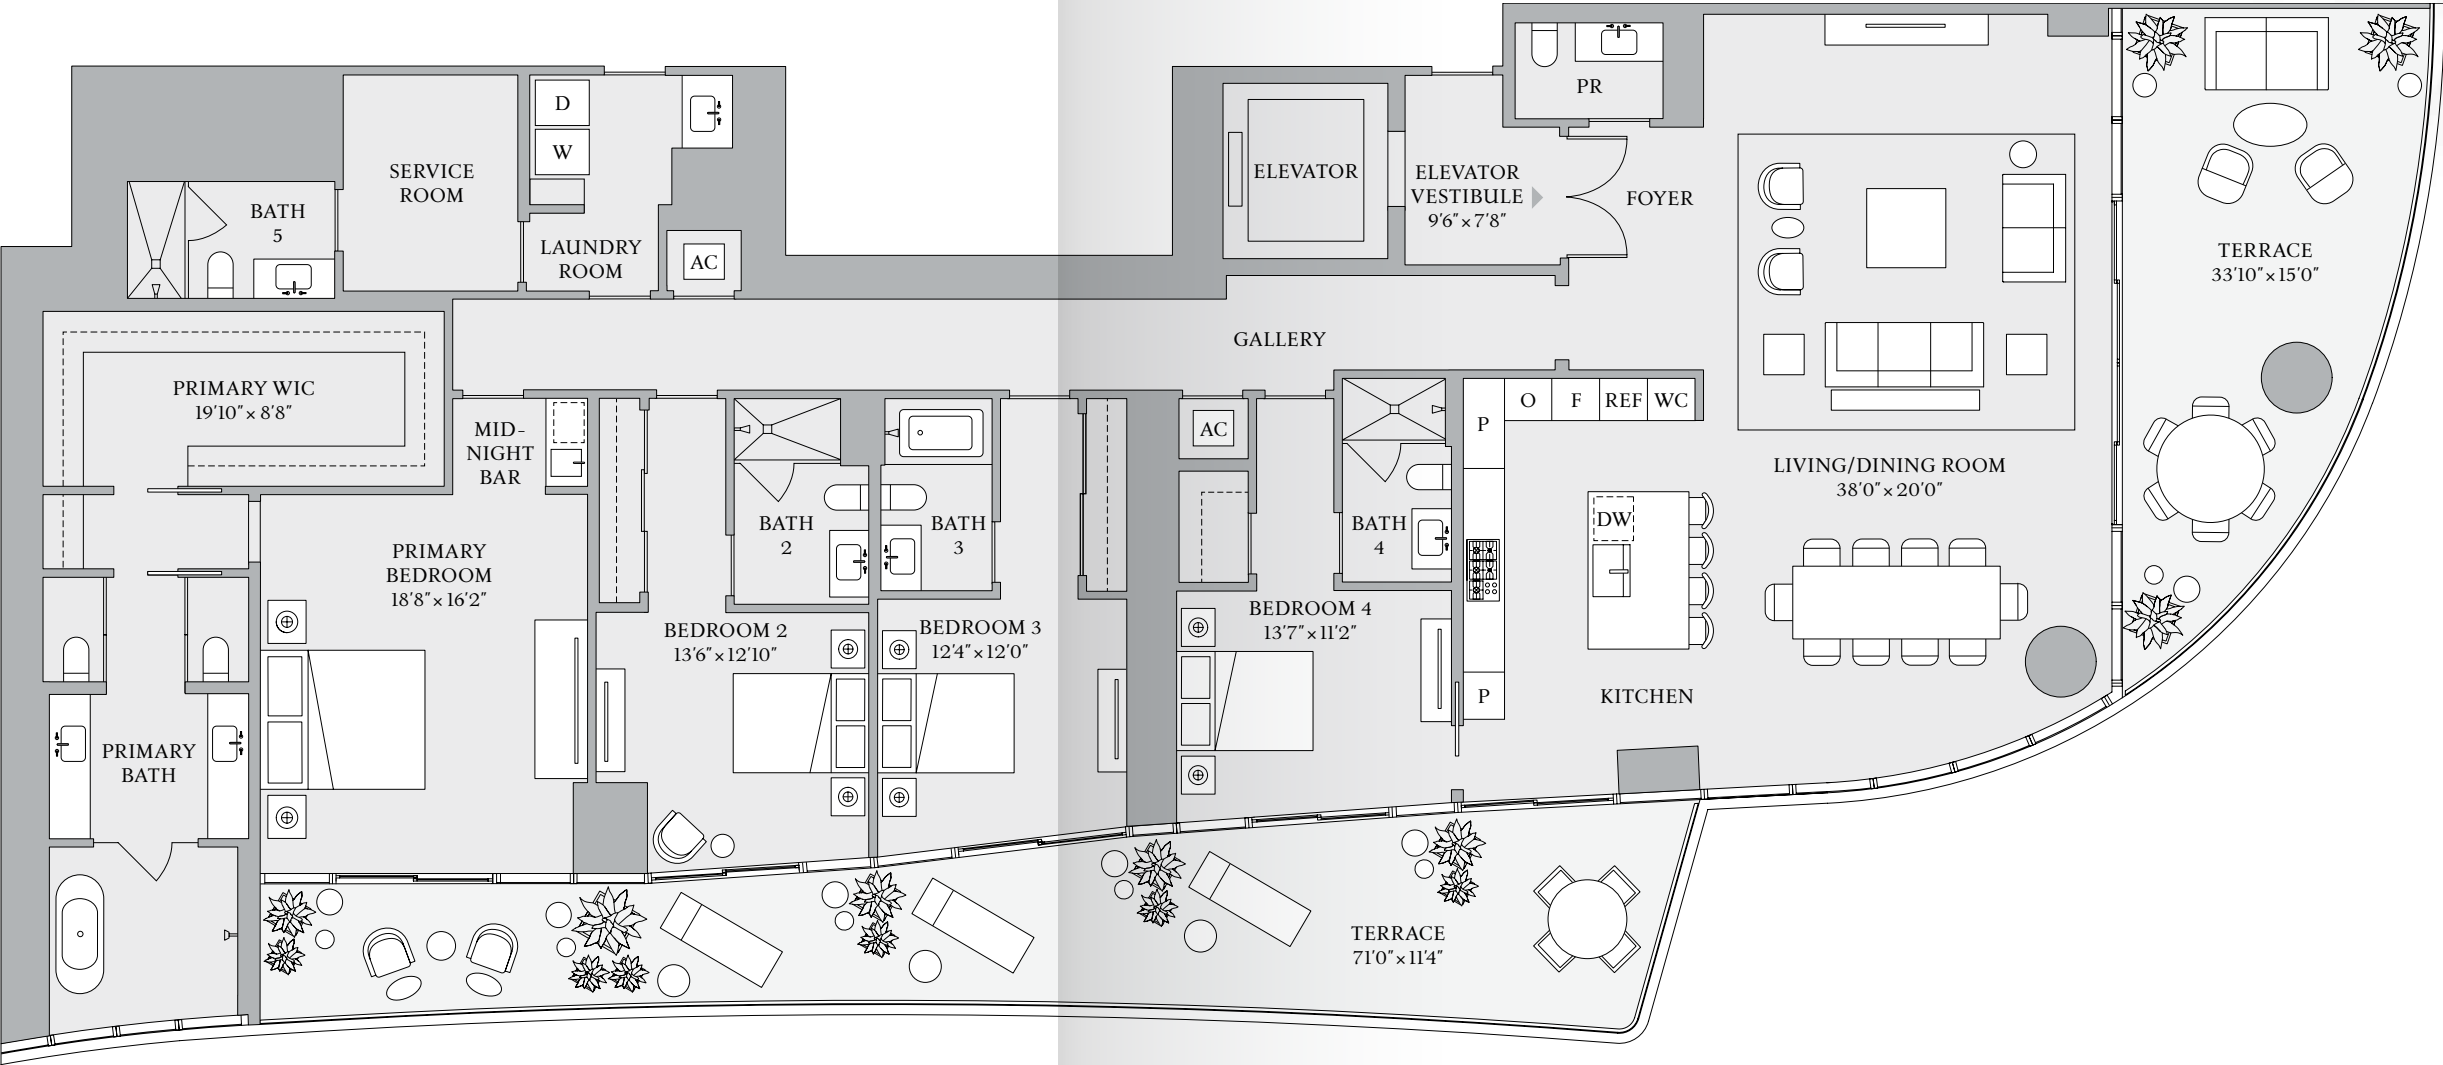 PR
D
W
SERVICE
ROOM
BATH
5
LAUNDRY
ROOM
AC
ELEVATOR
ELEVATOR
VESTIBULE
9'6"×7'8"
FOYER
TERRACE
33'10"×15'0"
GALLERY
PRIMARY WIC
19'10"×8'8"
MID-
NIGHT
BAR
AC
P
O
F
REF
WC
LIVING/DINING ROOM
38'0"×20'0"
BATH
2
BATH
3
BATH
4
DW
PRIMARY
BEDROOM
18'8"×16'2"
BEDROOM 2
13'6"×12'10"
BEDROOM 3
12'4"×12'0"
BEDROOM 4
13'7"×11'2"
P
KITCHEN
PRIMARY
BATH
TERRACE
71'0"×11'4"